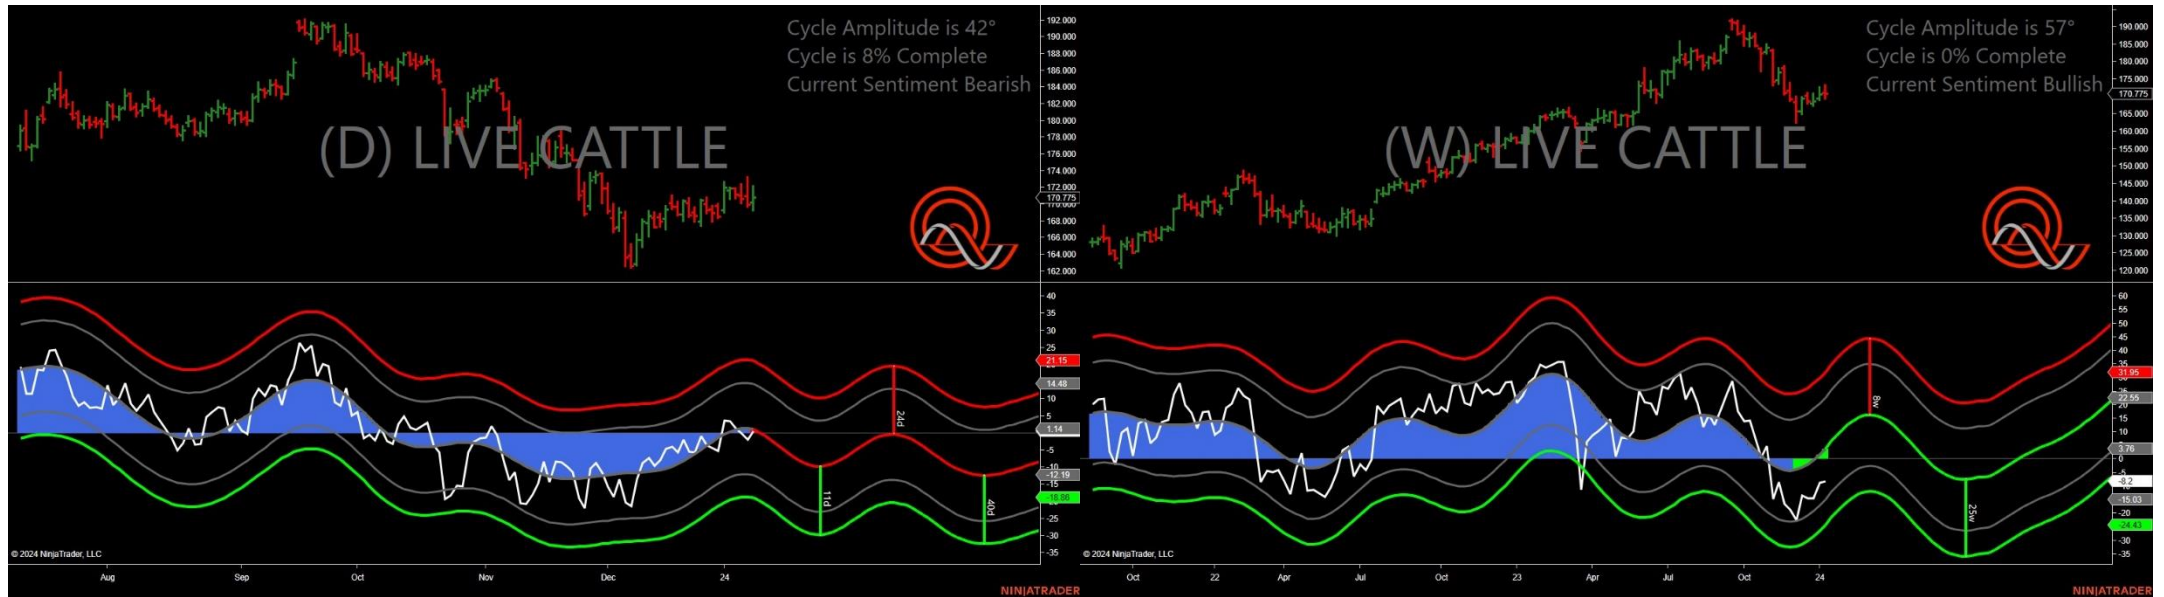 Cycle Amplitude is 42°
Cycle is 8% Complete
Current Sentiment Bearish
(D) LIVE CATTLE
192.000
190.000
188.000
186.000
184.000
182.000
180.000
178.000
176.000
174.000
172.000
170.775
168.000
166.000
164.000
162.000
40
35
30
25
21.15
14.48
10
5
1.14
-5
-10
-12.19
-15
-18.86
-25
-30
-35
11d
24d
40d
© 2024 NinjaTrader, LLC
Aug
Sep
Oct
Nov
Dec
24
NINJATRADER
Cycle Amplitude is 57°
Cycle is 0% Complete
Current Sentiment Bullish
(W) LIVE CATTLE
190.000
185.000
180.000
175.000
170.775
165.000
160.000
155.000
150.000
145.000
140.000
135.000
130.000
125.000
120.000
60
55
50
45
40
35
31.95
22.55
15
10
3.76
0
-5
-8.2
-15.03
-20
-24.43
-30
-35
8w
25w
© 2024 NinjaTrader, LLC
Oct
22
Apr
Jul
Oct
23
Apr
Jul
Oct
24
NINJATRADER